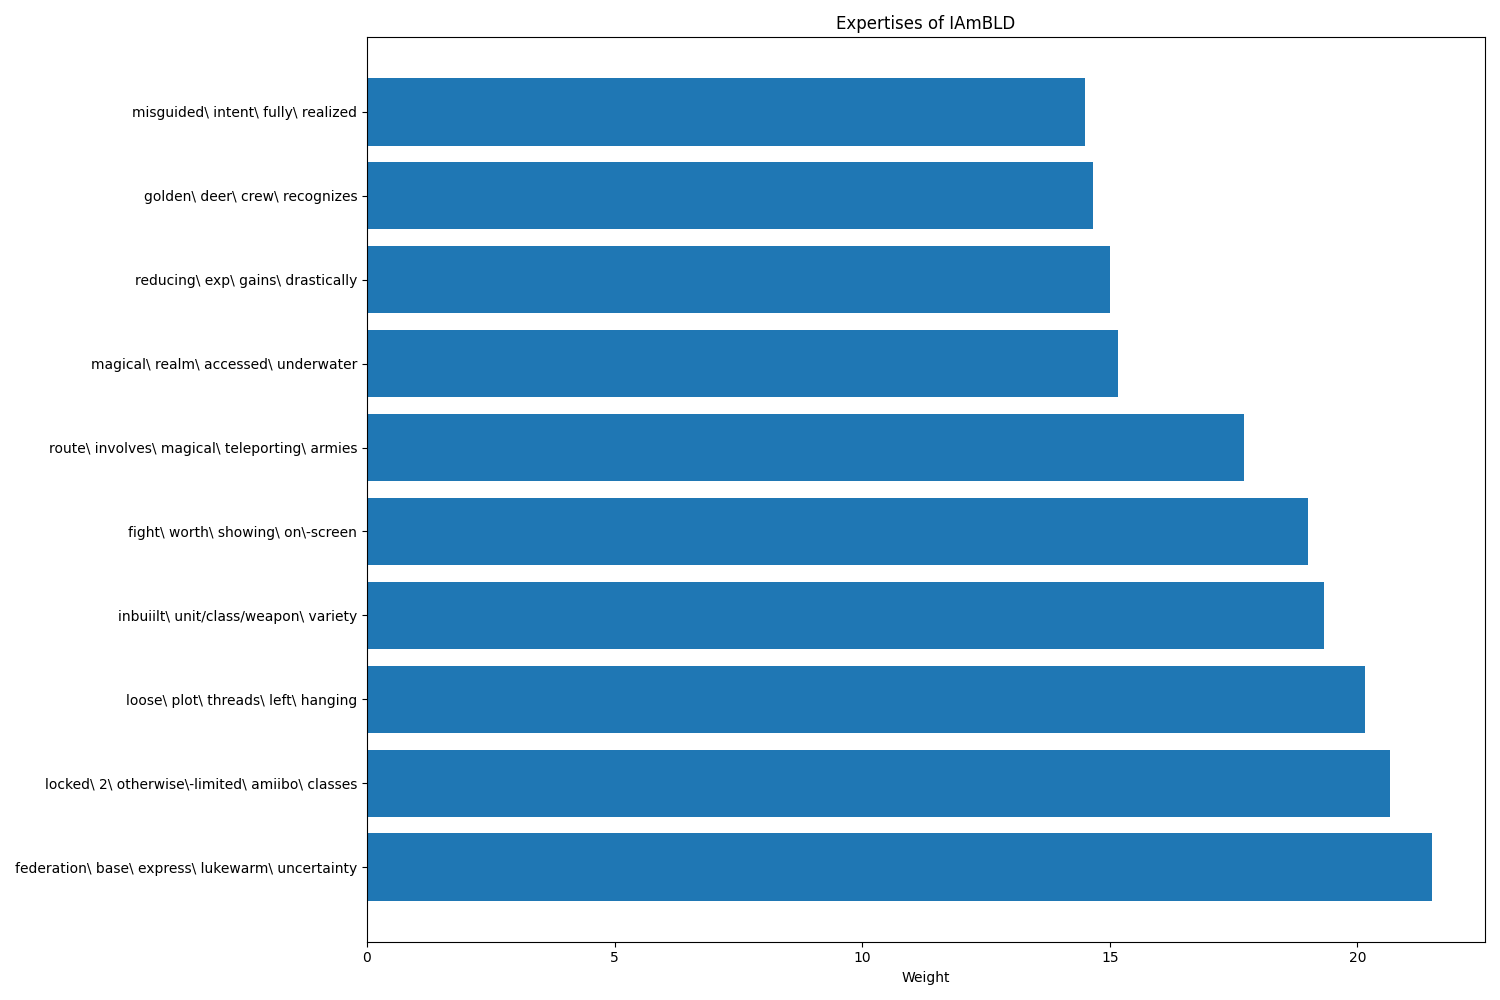 Expertises of IAmBLD
misguided\ intent\ fully\ realized
golden\ deer\ crew\ recognizes
reducing\ exp\ gains\ drastically
magical\ realm\ accessed\ underwater
route\ involves\ magical\ teleporting\ armies
fight\ worth\ showing\ on\-screen
inbuiilt\ unit/class/weapon\ variety
loose\ plot\ threads\ left\ hanging
locked\ 2\ otherwise\-limited\ amiibo\ classes
federation\ base\ express\ lukewarm\ uncertainty
0 5 10 15 20
Weight